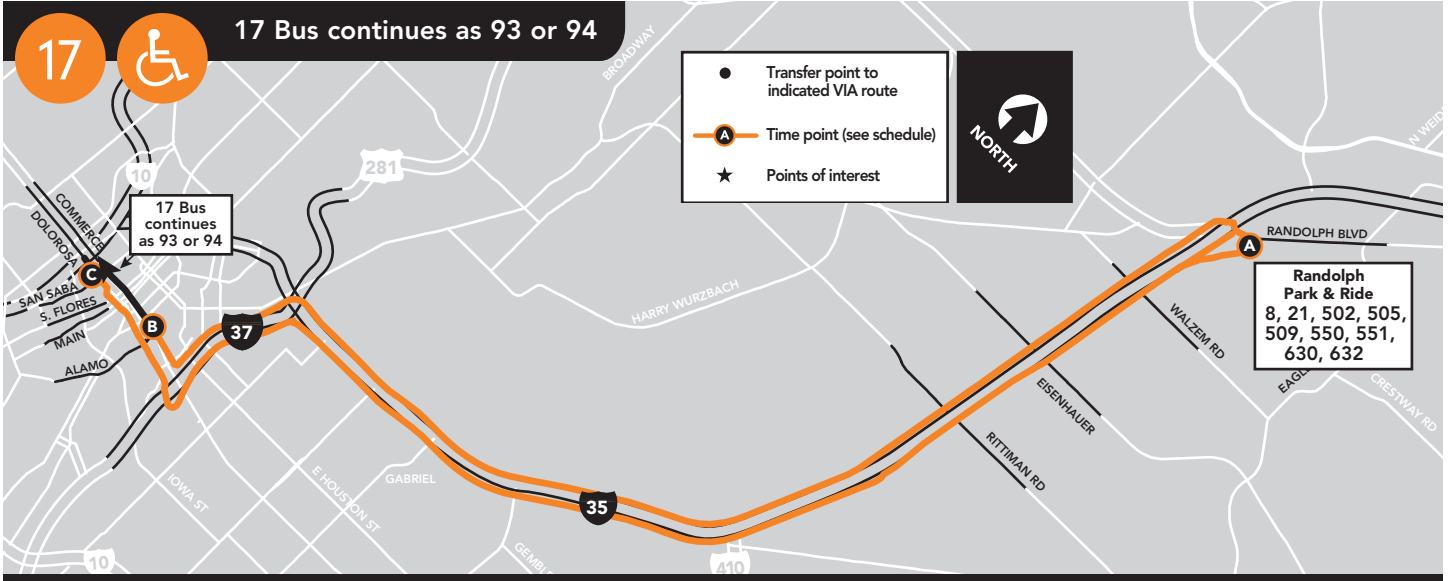 17
17 Bus continues as 93 or 94
BROADWAY
Transfer point to
indicated VIA route
A
Time point (see schedule)
Points of interest
NORTH
281
10
17 Bus
continues
as 93 or 94
COMMERCE
DOLOROSA
C
SAN SABA
S. FLORES
MAIN
ALAMO
B
37
HARRY WURZBACH
A
RANDOLPH BLVD
Randolph
Park & Ride
8, 21, 502, 505,
509, 550, 551,
630, 632
WALZEM RD
CRESTWAY RD
EISENHAUER
RITTIMAN RD
IOWA ST
E HOUSTON ST
GABRIEL
35
10
410